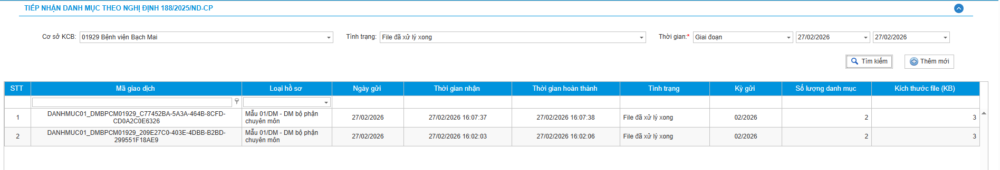 TIẾP NHẬN DANH MỤC THEO NGHỊ ĐỊNH 188/2025/NĐ-CP
Cơ sở KCB: 01929 Bệnh viện Bạch Mai Tình trạng: File đã xử lý xong Thời gian:* Giai đoạn 27/02/2026 27/02/2026
Tìm kiếm Thêm mới
STT Mã giao dịch Loại hồ sơ Ngày gửi Thời gian nhận Thời gian hoàn thành Tình trạng Kỳ gửi Số lượng danh mục Kích thước file (KB)
1 DANHMUC01_DMBPCM01929_C77452BA-5A3A-464B-8CFD- Mẫu 01/DM - DM bộ phận 27/02/2026 27/02/2026 16:07:37 27/02/2026 16:07:38 File đã xử lý xong 02/2026 2 3
CD0A2C0E6326 chuyên môn
2 DANHMUC01_DMBPCM01929_209E27C0-403E-4DBB-B2BD- Mẫu 01/DM - DM bộ phận 27/02/2026 27/02/2026 16:02:03 27/02/2026 16:02:06 File đã xử lý xong 02/2026 2 3
299551F18AE9 chuyên môn